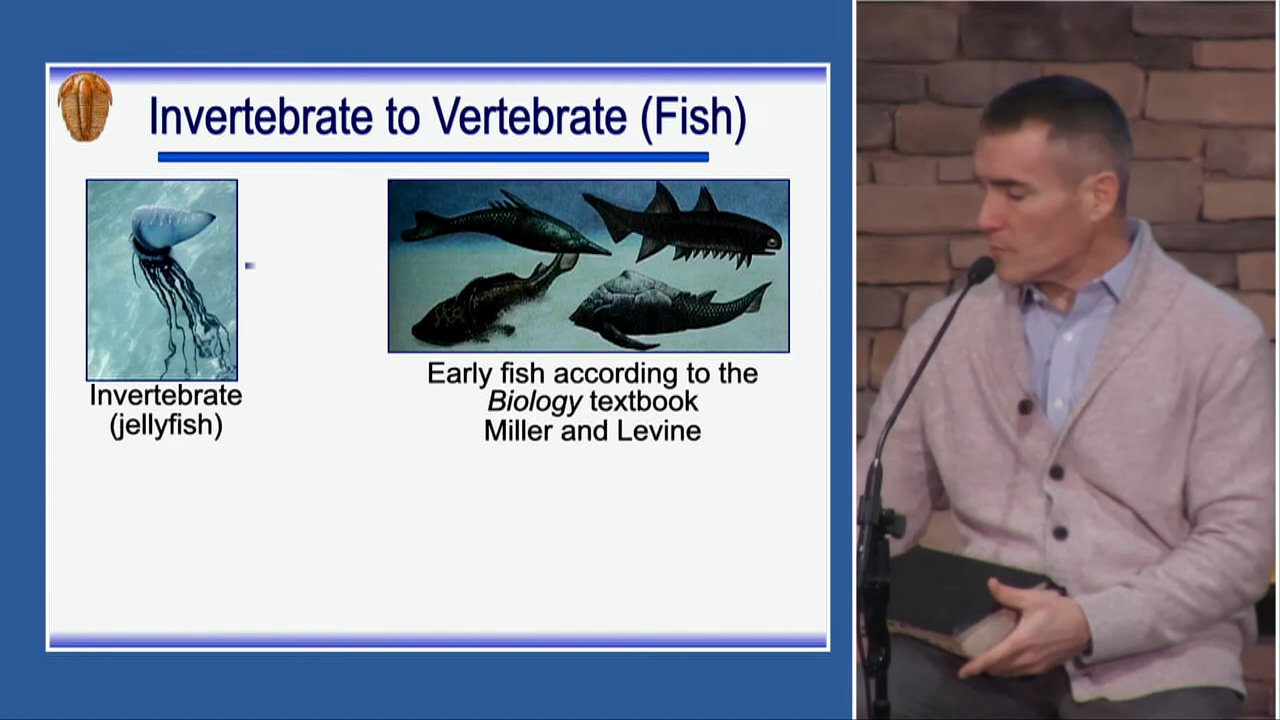 Invertebrate to Vertebrate (Fish)
Invertebrate
(jellyfish)
Early fish according to the
Biology textbook
Miller and Levine